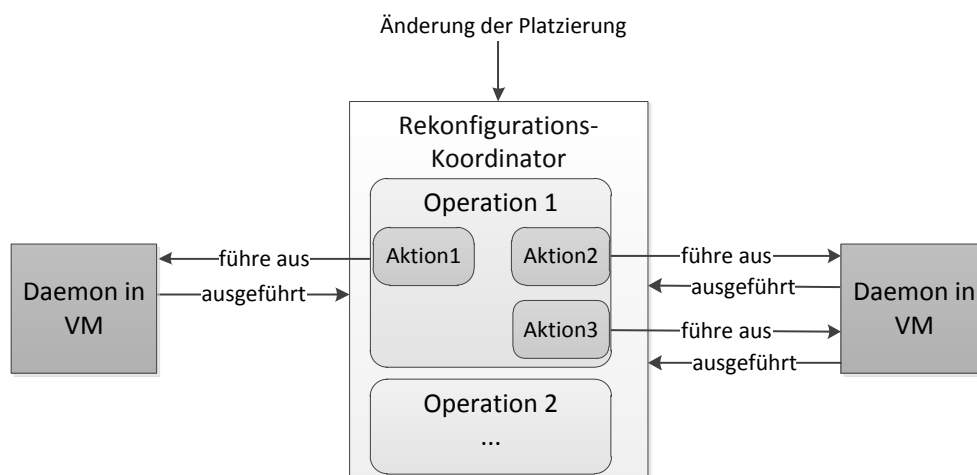 Änderung der Platzierung
Rekonfigurations-
Koordinator
Operation 1
Aktion1
Aktion2
Aktion3
führe aus
ausgeführt
führe aus
ausgeführt
führe aus
ausgeführt
Daemon in
VM
Daemon in
VM
Operation 2
...